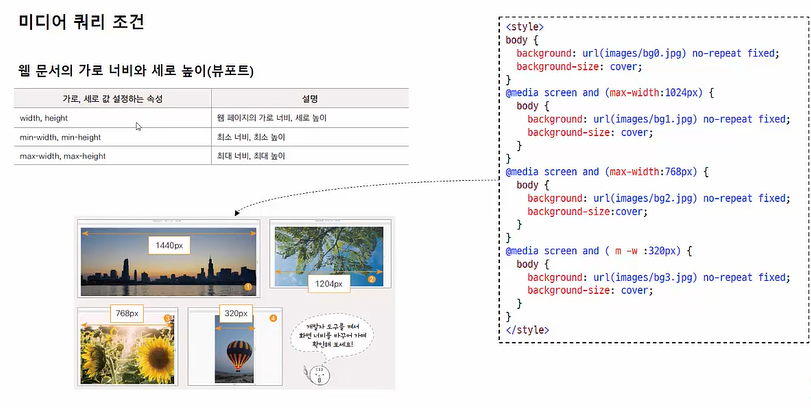 미디어 쿼리 조건
웹 문서의 가로 너비와 세로 높이(뷰포트)
가로, 세로 값 설정하는 속성 설명
width, height 웹 페이지의 가로 너비, 세로 높이
min-width, min-height 최소 너비, 최소 높이
max-width, max-height 최대 너비, 최대 높이
1440px
1
1204px
2
768px
3
320px
4
개발자 도구를 켜서
화면 너비를 바꾸어 가며
확인해 보세요!
<style>
body {
background: url(images/bg0.jpg) no-repeat fixed;
background-size: cover;
}
@media screen and (max-width:1024px) {
body {
background: url(images/bg1.jpg) no-repeat fixed;
background-size: cover;
}
}
@media screen and (max-width:768px) {
body {
background: url(images/bg2.jpg) no-repeat fixed;
background-size:cover;
}
}
@media screen and ( m -w :320px) {
body {
background: url(images/bg3.jpg) no-repeat fixed;
background-size: cover;
}
}
</style>